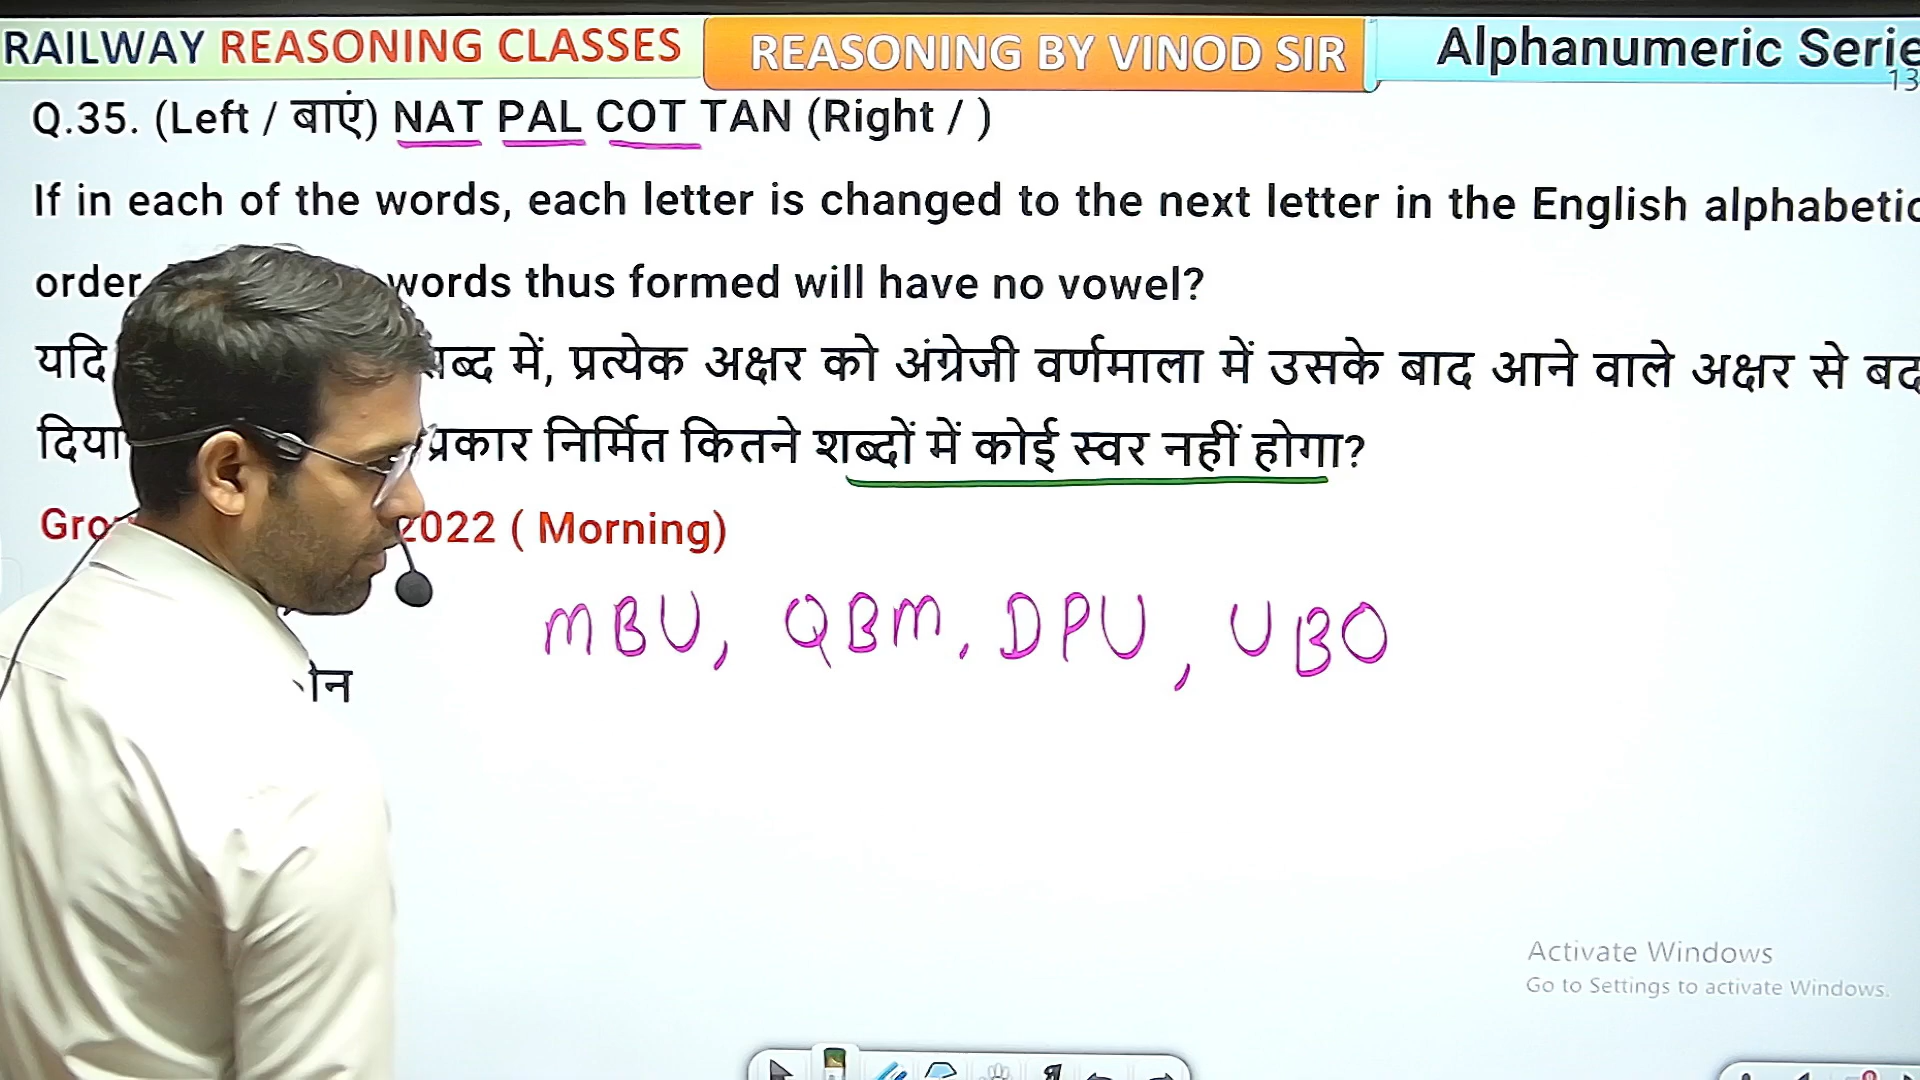 RAILWAY REASONING CLASSES REASONING BY VINOD SIR Alphanumeric Serie
13
Q.35. (Left / बाएं) NAT PAL COT TAN (Right / )
If in each of the words, each letter is changed to the next letter in the English alphabetic
order words thus formed will have no vowel?
यदि में, प्रत्येक अक्षर को अंग्रेजी वर्णमाला में उसके बाद आने वाले अक्षर से बद
दिया प्रकार निर्मित कितने शब्दों में कोई स्वर नहीं होगा?
Gro 2022 ( Morning)
MBU, QBM, DPU, UBO
Activate Windows
Go to Settings to activate Windows.